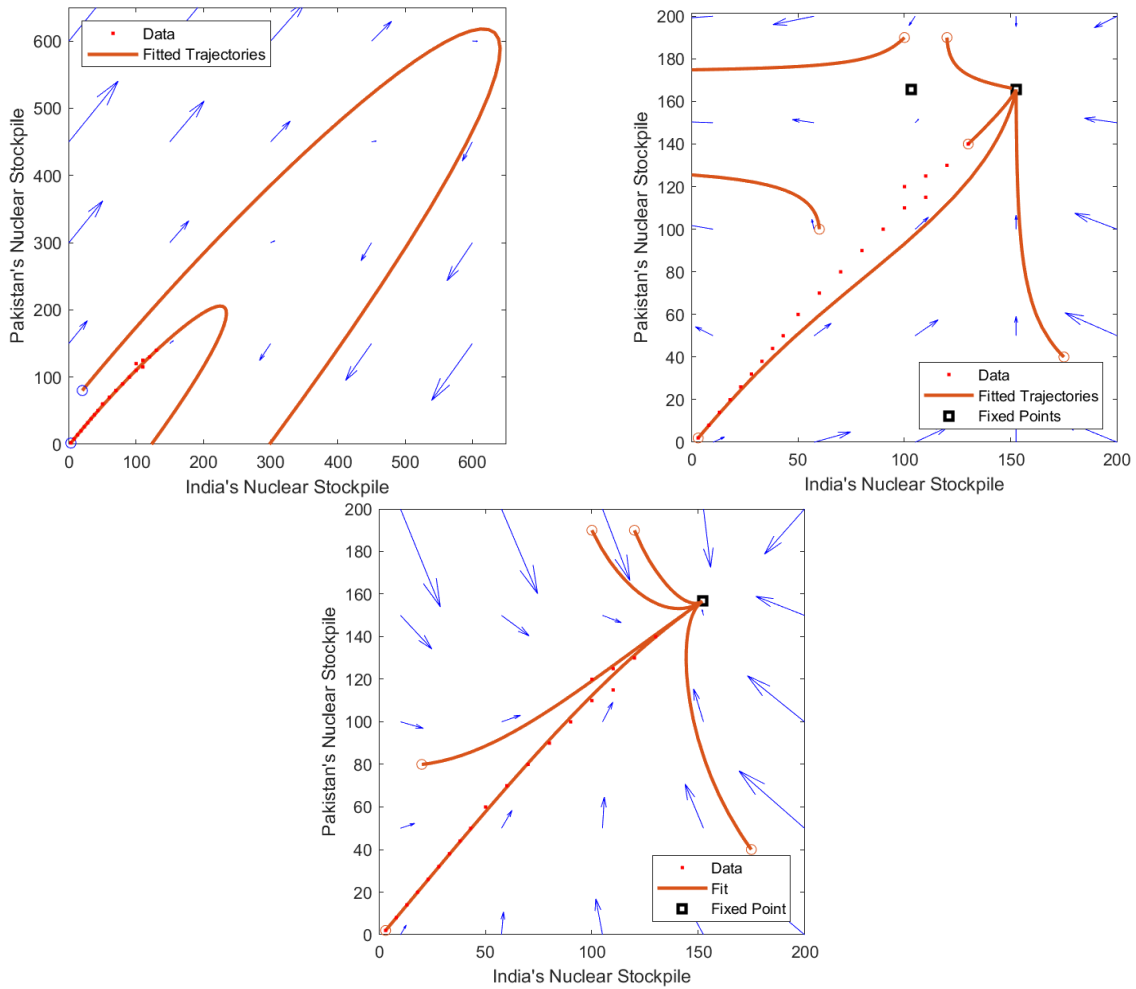 Data
Fitted Trajectories
600
500
400
300
200
100
0
0 100 200 300 400 500 600
Pakistan's Nuclear Stockpile
India's Nuclear Stockpile
200
180
160
140
120
100
80
60
40
20
0
0 50 100 150 200
Pakistan's Nuclear Stockpile
India's Nuclear Stockpile
Data
Fitted Trajectories
Fixed Points
200
180
160
140
120
100
80
60
40
20
0
0 50 100 150 200
Pakistan's Nuclear Stockpile
India's Nuclear Stockpile
Data
Fit
Fixed Point